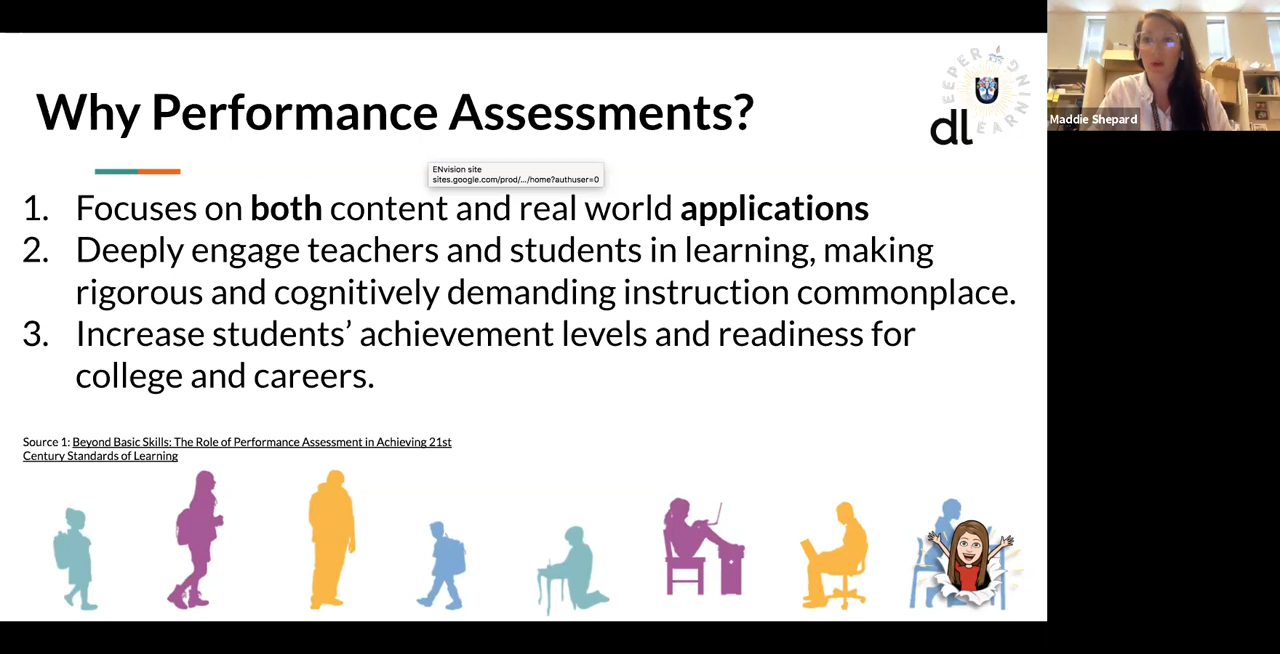 Why Performance Assessments?
DEEPER LEARNING
dl
Maddie Shepard
ENvision site
sites.google.com/prod/.../home?authuser=0
1. Focuses on both content and real world applications
2. Deeply engage teachers and students in learning, making
rigorous and cognitively demanding instruction commonplace.
3. Increase students’ achievement levels and readiness for
college and careers.
Source 1: Beyond Basic Skills: The Role of Performance Assessment in Achieving 21st
Century Standards of Learning